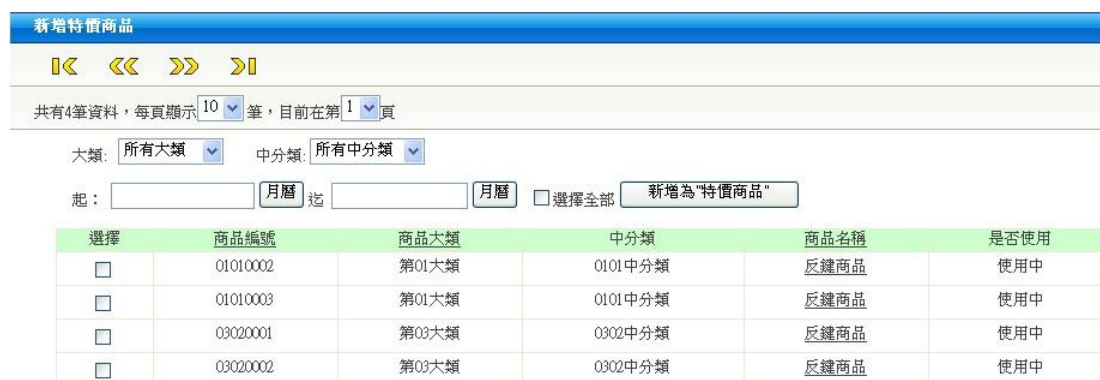 新增特價商品
共有4筆資料，每頁顯示 10 筆，目前在第 1 頁
大類: 所有大類 中分類: 所有中分類
起： 月曆 迄 月曆 選擇全部 新增為"特價商品"
選擇 商品編號 商品大類 中分類 商品名稱 是否使用
01010002 第01大類 0101中分類 反鍵商品 使用中
01010003 第01大類 0101中分類 反鍵商品 使用中
03020001 第03大類 0302中分類 反鍵商品 使用中
03020002 第03大類 0302中分類 反鍵商品 使用中